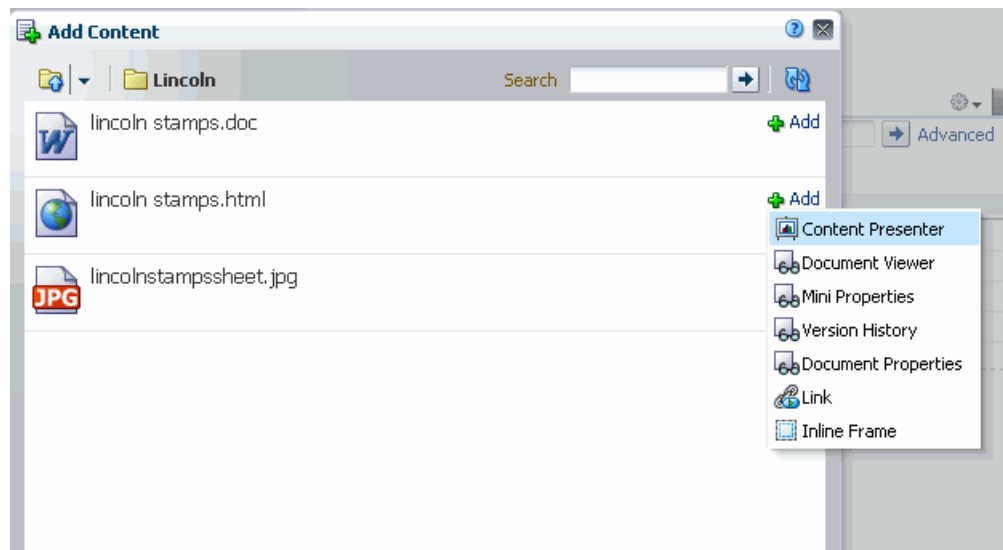 Add Content
Lincoln Search
Advanced
lincoln stamps.doc Add
lincoln stamps.html Add
Content Presenter
Document Viewer
JPG lincolnstampssheet.jpg
Mini Properties
Version History
Document Properties
Link
Inline Frame